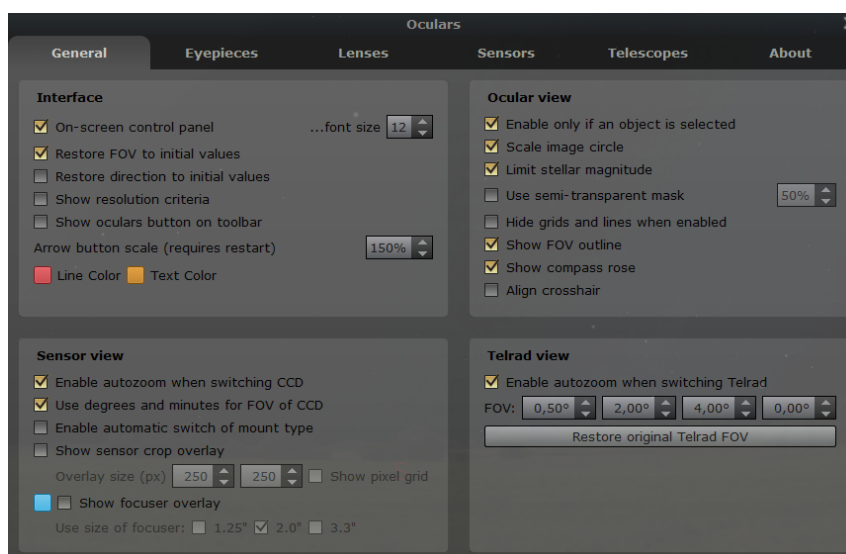 Oculars
General Eyepieces Lenses Sensors Telescopes About
Interface
On-screen control panel ...font size 12
Restore FOV to initial values
Restore direction to initial values
Show resolution criteria
Show oculars button on toolbar
Arrow button scale (requires restart) 150%
Line Color Text Color
Ocular view
Enable only if an object is selected
Scale image circle
Limit stellar magnitude
Use semi-transparent mask 50%
Hide grids and lines when enabled
Show FOV outline
Show compass rose
Align crosshair
Sensor view
Enable autozoom when switching CCD
Use degrees and minutes for FOV of CCD
Enable automatic switch of mount type
Show sensor crop overlay
Overlay size (px) 250 250 Show pixel grid
Show focuser overlay
Use size of focuser: 1.25" 2.0" 3.3"
Telrad view
Enable autozoom when switching Telrad
FOV: 0,50° 2,00° 4,00° 0,00°
Restore original Telrad FOV